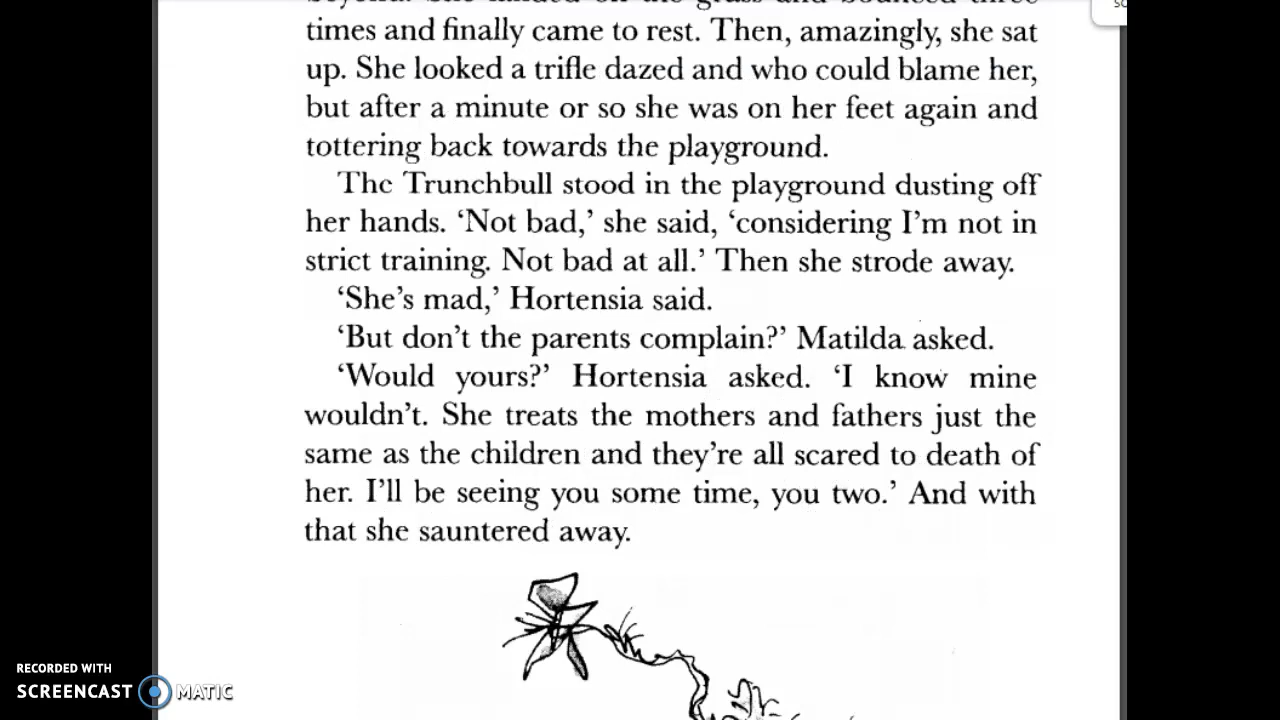 times and finally came to rest. Then, amazingly, she sat
up. She looked a trifle dazed and who could blame her,
but after a minute or so she was on her feet again and
tottering back towards the playground.
The Trunchbull stood in the playground dusting off
her hands. ‘Not bad,’ she said, ‘considering I’m not in
strict training. Not bad at all.’ Then she strode away.
‘She’s mad,’ Hortensia said.
‘But don’t the parents complain?’ Matilda asked.
‘Would yours?’ Hortensia asked. ‘I know mine
wouldn’t. She treats the mothers and fathers just the
same as the children and they’re all scared to death of
her. I’ll be seeing you some time, you two.’ And with
that she sauntered away.
RECORDED WITH
SCREENCAST MATIC